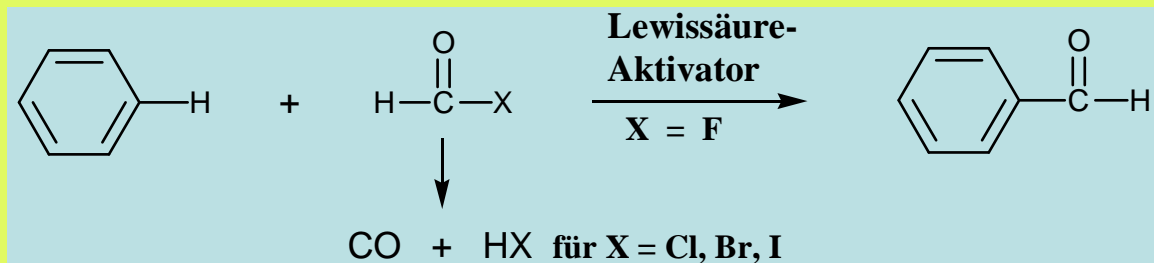 Lewissäure-
Aktivator
O
H + H C X
X = F
O
C H
CO + HX für X = Cl, Br, I